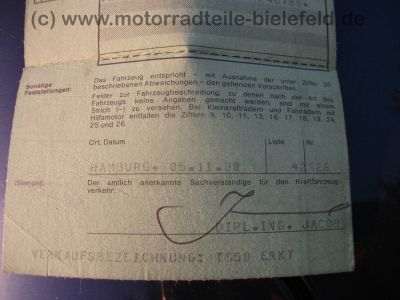 (c) www.motorradteile-bielefeld.de
Sonstige Feststellungen:
Das Fahrzeug entspricht – mit Ausnahme der unter Ziffer 33
beschriebenen Abweichungen – den geltenden Vorschriften.
Felder zur Fahrzeugbeschreibung, zu denen nach der Art des
Fahrzeugs keine Angaben gemacht werden, sind mit einem
Strich (–) zu versehen. Bei Kleinkrafträdern und Fahrrädern mit
Hilfsmotor entfallen die Ziffern 9, 10, 11, 12, 16, 17, 18, 19, 24,
25 und 26.
Ort, Datum Liste Nr.
HAMBURG. 05.11.80
(Stempel)
Der amtlich anerkannte Sachverständige für den Kraftfahrzeug-
verkehr:
DIPL.ING. JACOB
VERKAUFSBEZEICHNUNG: ERKT